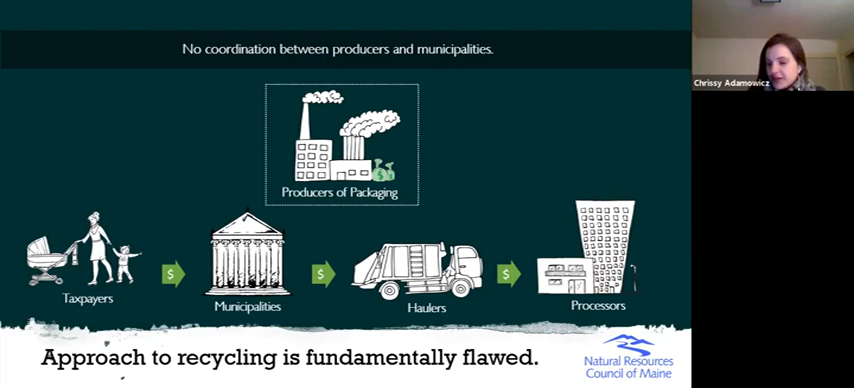 No coordination between producers and municipalities.
Chrissy Adamowicz
Producers of Packaging
$ $
Taxpayers
$
Municipalities
$
Haulers
$
Processors
Approach to recycling is fundamentally flawed.
Natural Resources
Council of Maine